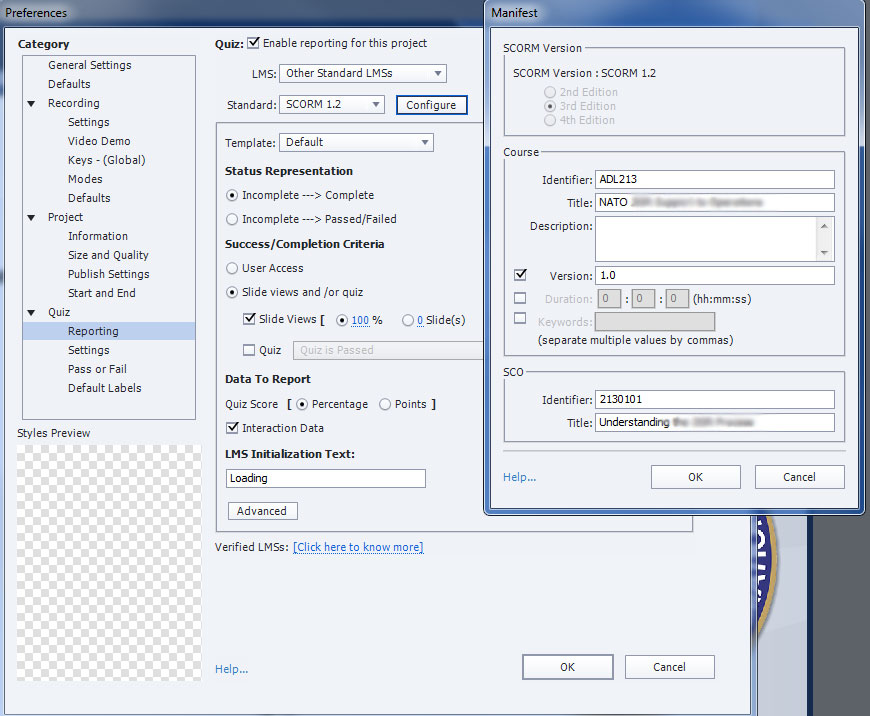 Preferences
Category
General Settings
Defaults
Recording
Settings
Video Demo
Keys - (Global)
Modes
Defaults
Project
Information
Size and Quality
Publish Settings
Start and End
Quiz
Reporting
Settings
Pass or Fail
Default Labels
Styles Preview
Quiz: Enable reporting for this project
LMS: Other Standard LMSs
Standard: SCORM 1.2 Configure
Template: Default
Status Representation
Incomplete ---> Complete
Incomplete ---> Passed/Failed
Success/Completion Criteria
User Access
Slide views and /or quiz
Slide Views [ 100 % 0 Slide(s)
Quiz Quiz is Passed
Data To Report
Quiz Score [ Percentage Points ]
Interaction Data
LMS Initialization Text:
Loading
Advanced
Verified LMSs: [Click here to know more]
Help...
OK Cancel
Manifest
SCORM Version
SCORM Version : SCORM 1.2
2nd Edition
3rd Edition
4th Edition
Course
Identifier: ADL213
Title: NATO
Description:
Version: 1.0
Duration: 0 : 0 : 0 (hh:mm:ss)
Keywords:
(separate multiple values by commas)
SCO
Identifier: 2130101
Title: Understanding
Help...
OK Cancel